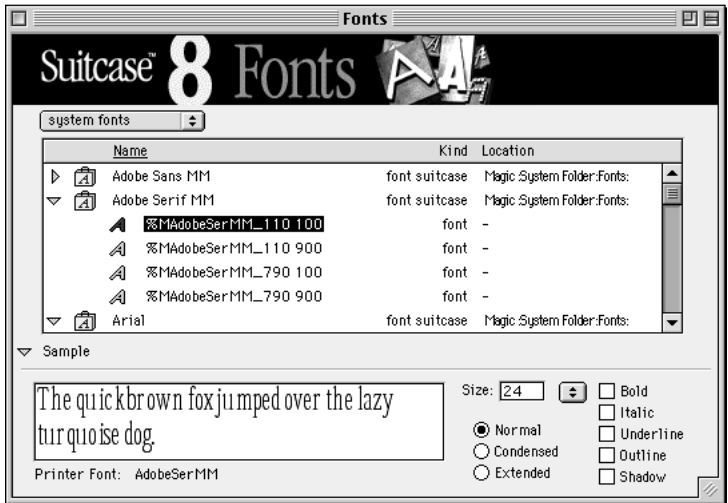 Fonts
Suitcase™ 8 Fonts
system fonts
Name Kind Location
Adobe Sans MM font suitcase Magic :System Folder:Fonts:
Adobe Serif MM font suitcase Magic :System Folder:Fonts:
%MAdobeSerMM_110 100 font -
%MAdobeSerMM_110 900 font -
%MAdobeSerMM_790 100 font -
%MAdobeSerMM_790 900 font -
Arial font suitcase Magic :System Folder:Fonts:
Sample
The quick brown fox jumped over the lazy
turquoise dog.
Printer Font: AdobeSerMM
Size: 24
Normal
Condensed
Extended
Bold
Italic
Underline
Outline
Shadow